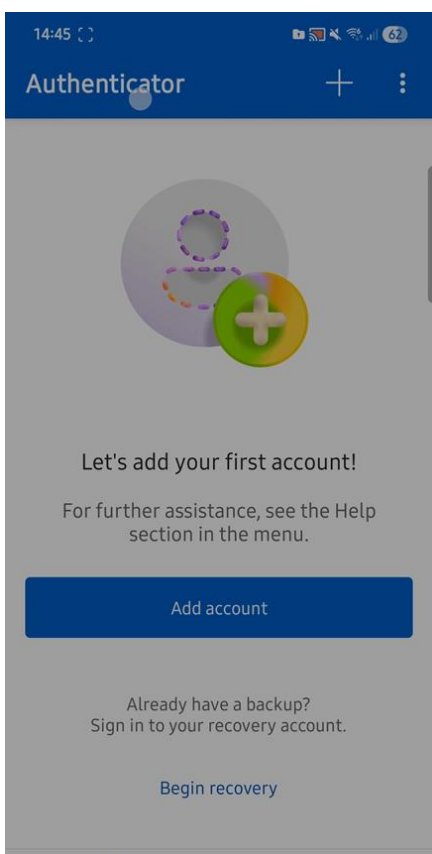 14:45
62
Authenticator
Let's add your first account!
For further assistance, see the Help
section in the menu.
Add account
Already have a backup?
Sign in to your recovery account.
Begin recovery